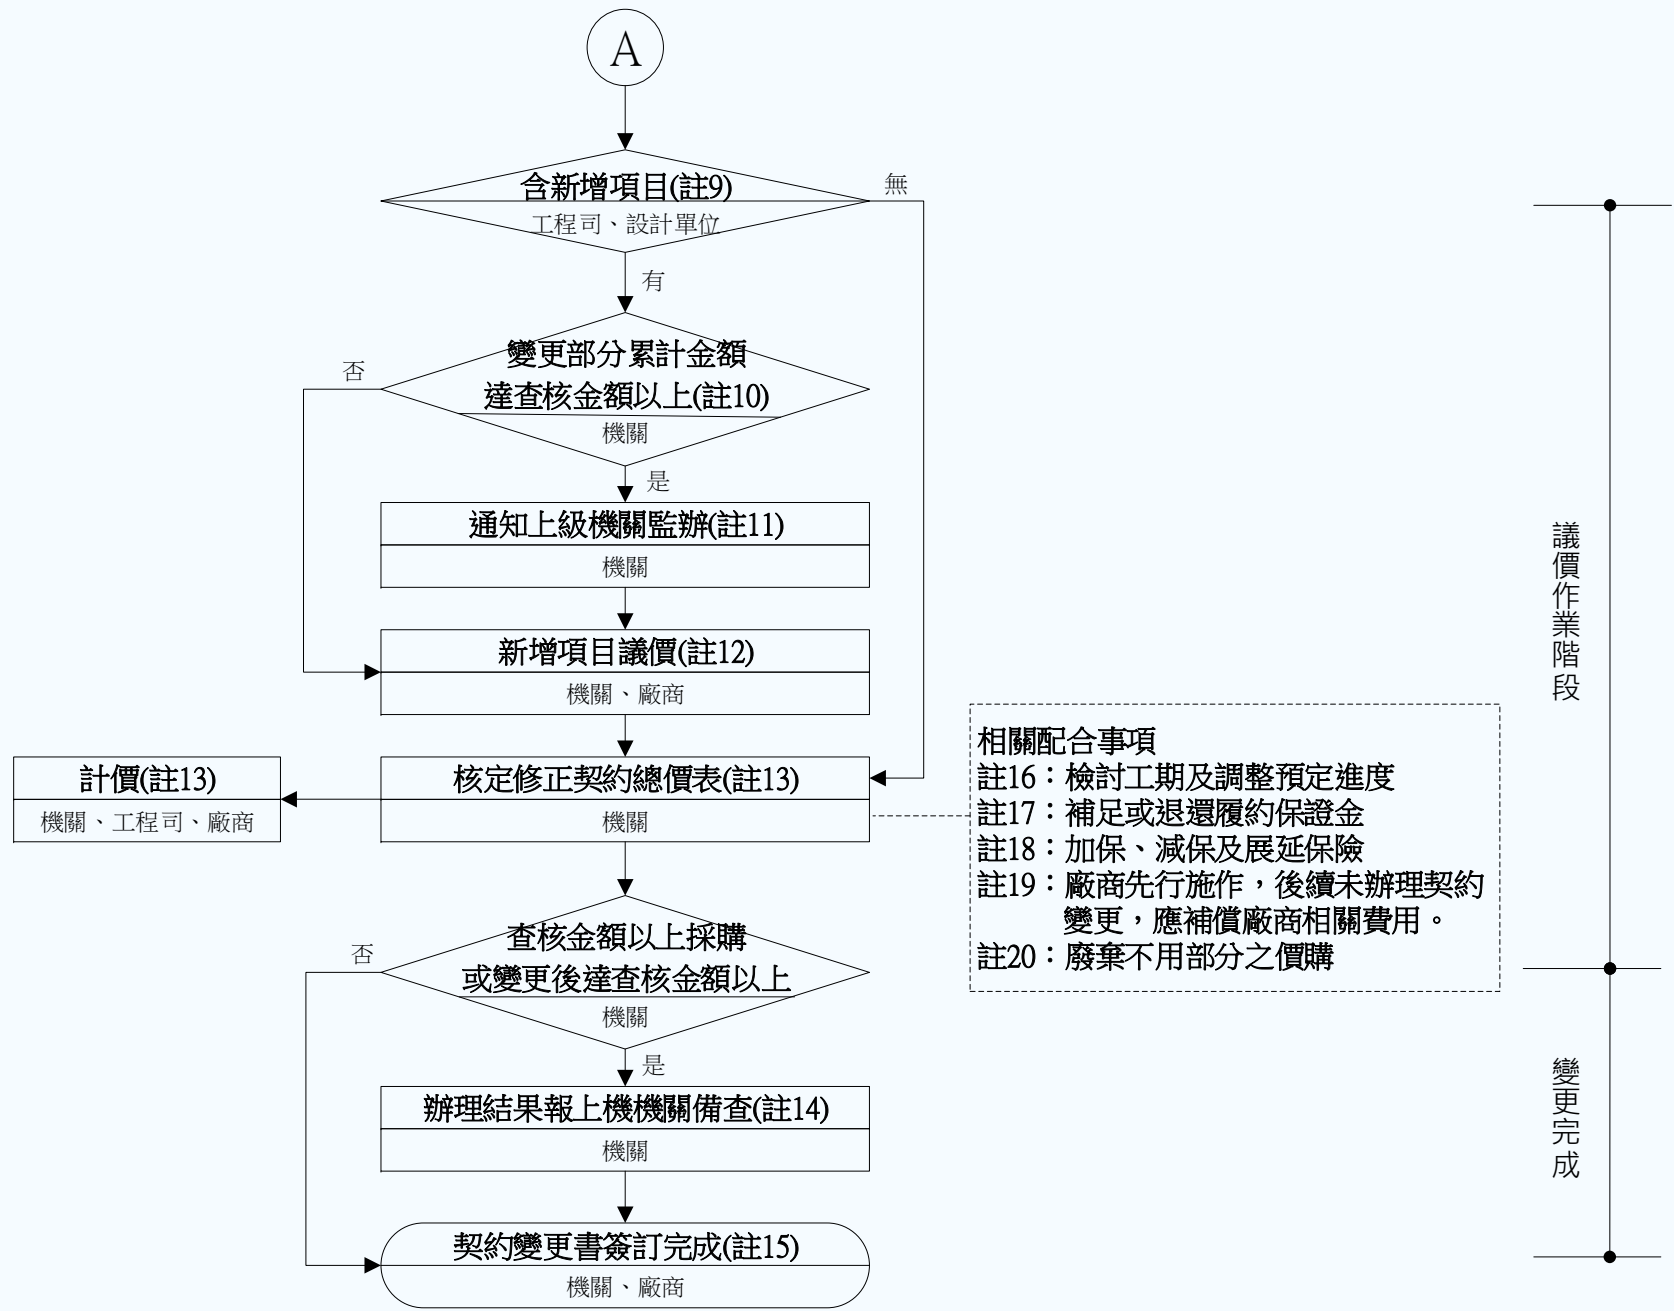 A
含新增項目(註9)
工程司、設計單位
無
有
變更部分累計金額
達查核金額以上(註10)
機關
否
是
通知上級機關監辦(註11)
機關
新增項目議價(註12)
機關、廠商
計價(註13)
機關、工程司、廠商
核定修正契約總價表(註13)
機關
相關配合事項
註16：檢討工期及調整預定進度
註17：補足或退還履約保證金
註18：加保、減保及展延保險
註19：廠商先行施作，後續未辦理契約
變更，應補償廠商相關費用。
註20：廢棄不用部分之價購
查核金額以上採購
或變更後達查核金額以上
機關
否
是
辦理結果報上機機關備查(註14)
機關
契約變更書簽訂完成(註15)
機關、廠商
議價作業階段
變更完成